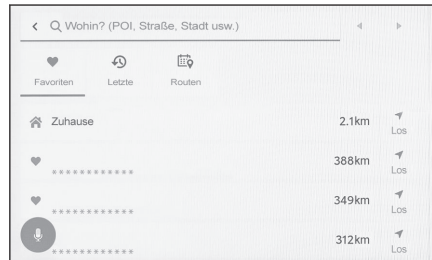 Wohin? (POI, Straße, Stadt usw.)
Favoriten Letzte Routen
Zuhause 2.1km Los
************ 388km Los
************ 349km Los
************ 312km Los